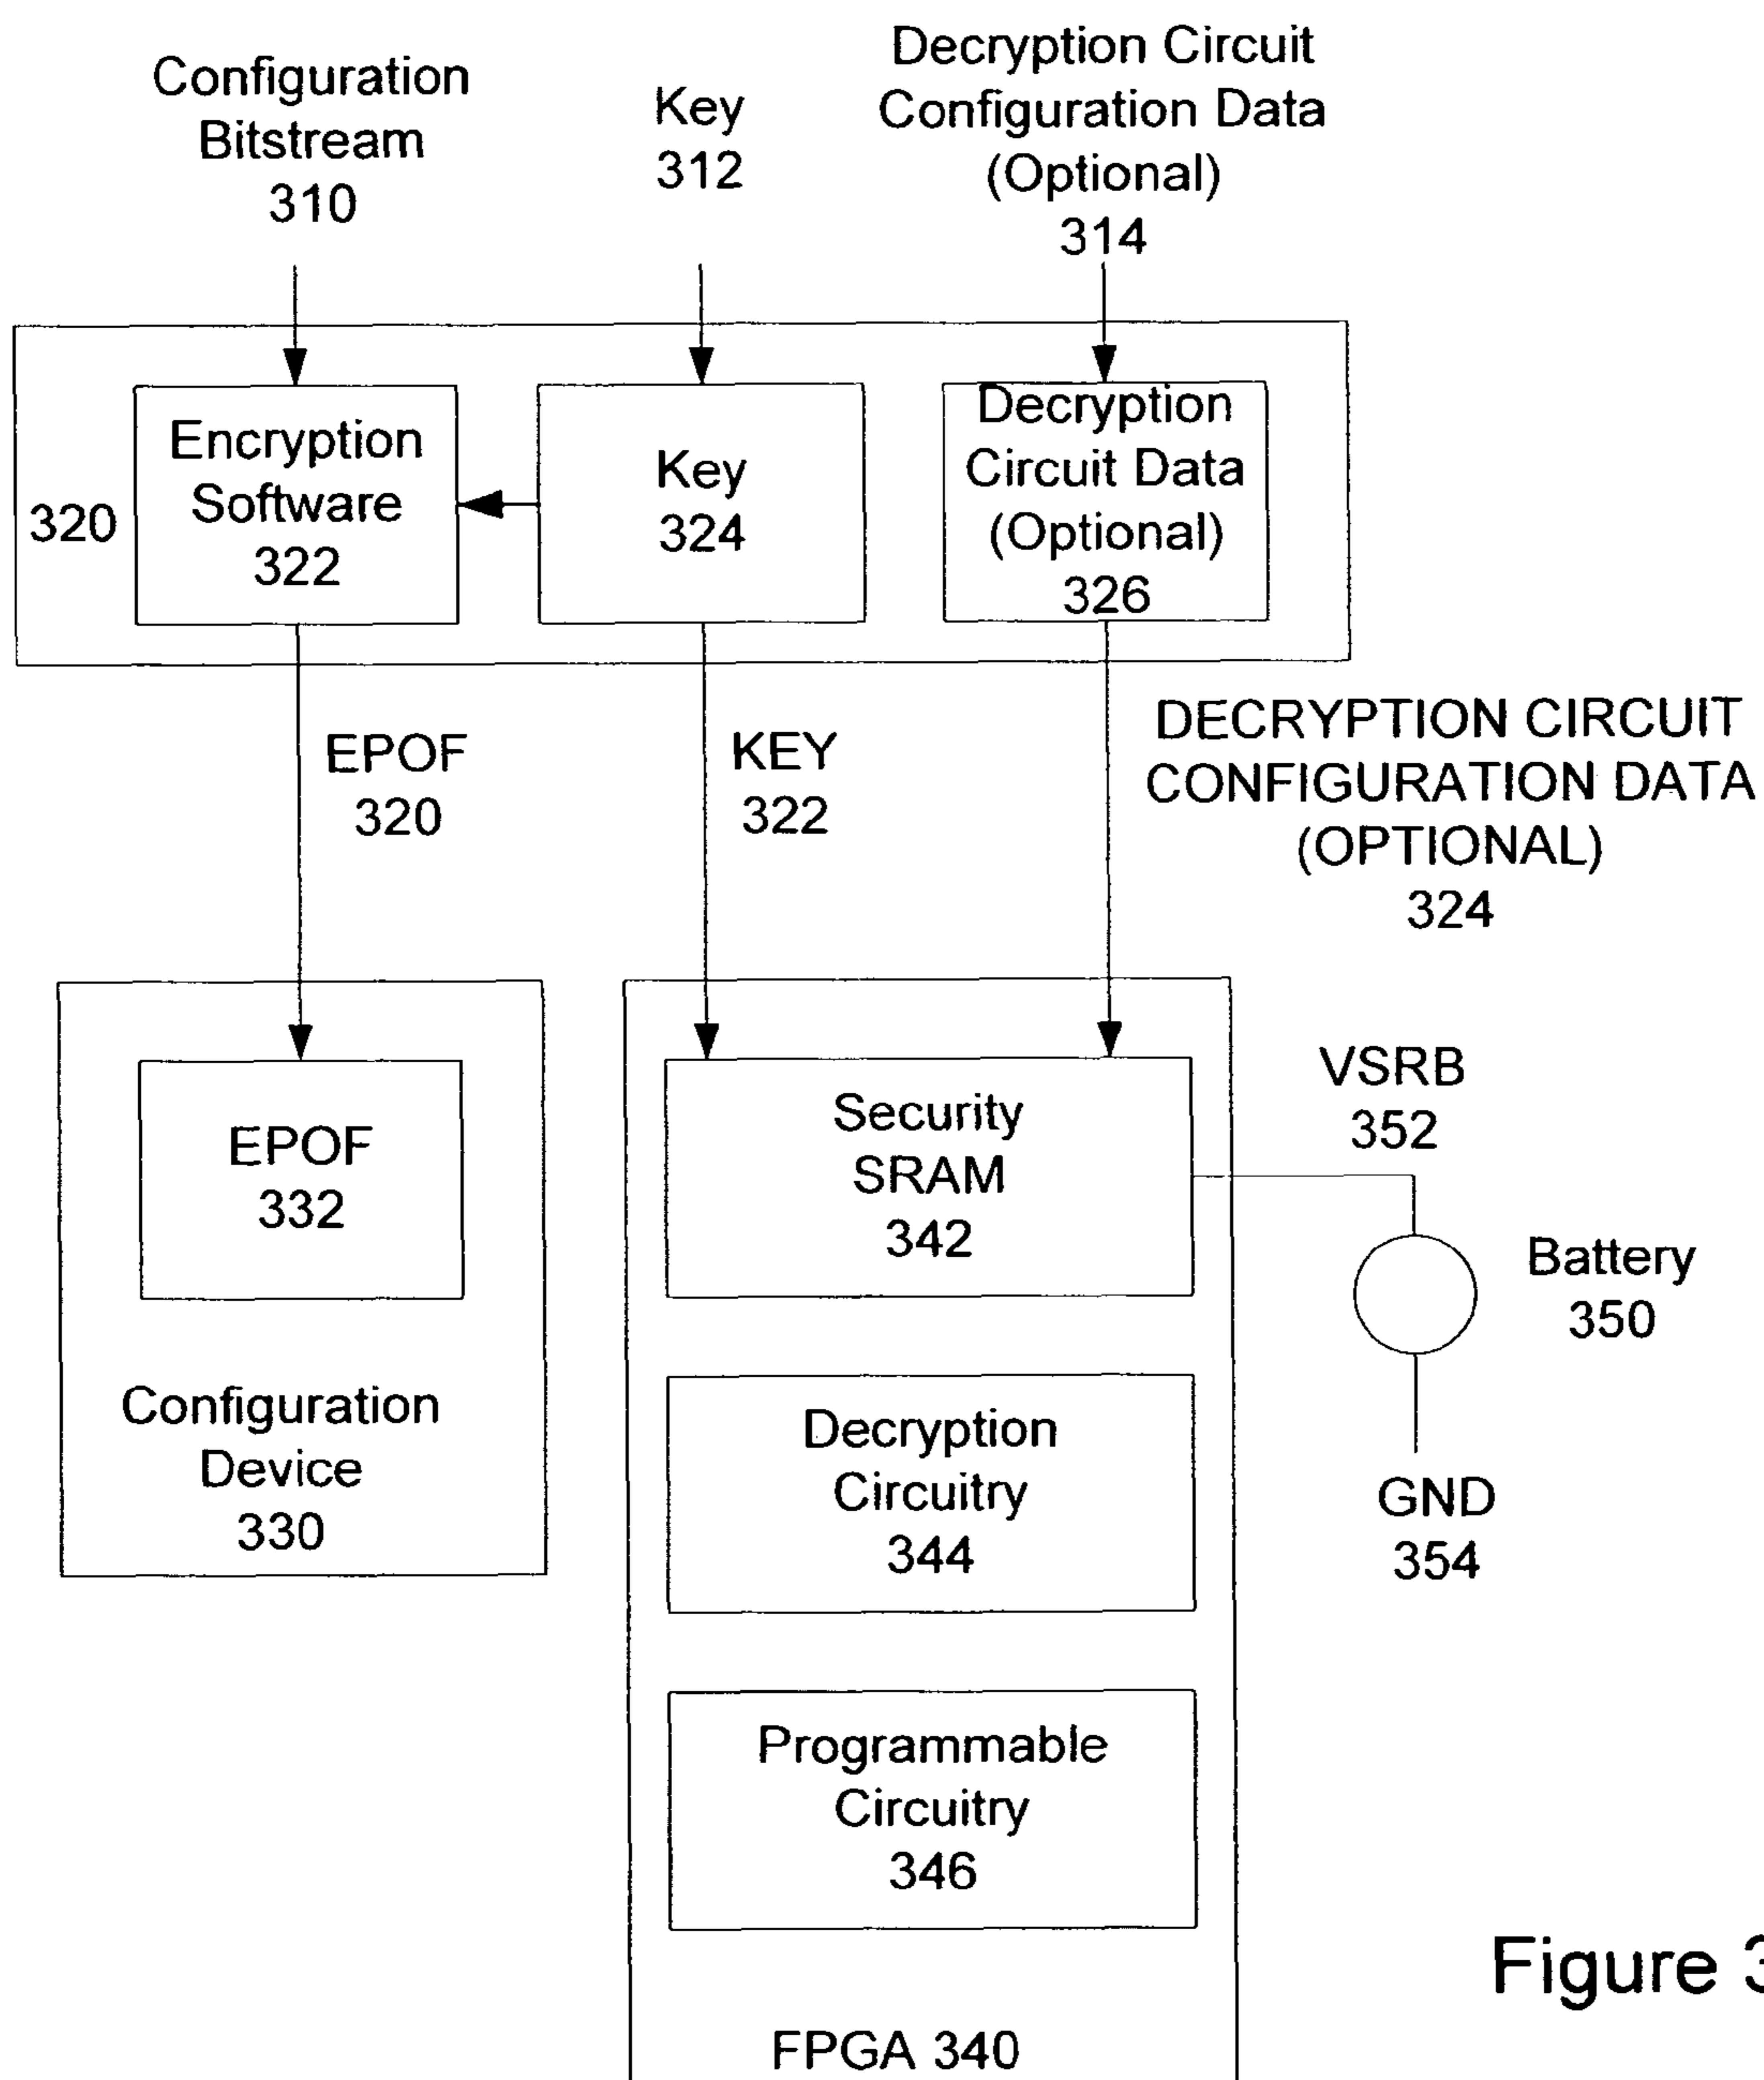 Configuration
Bitstream
310
Key
312
Decryption Circuit
Configuration Data
(Optional)
314
320
Encryption
Software
322
Key
324
Decryption
Circuit Data
(Optional)
326
EPOF
320
KEY
322
DECRYPTION CIRCUIT
CONFIGURATION DATA
(OPTIONAL)
324
EPOF
332
Configuration
Device
330
Security
SRAM
342
VSRB
352
Battery
350
GND
354
Decryption
Circuitry
344
Programmable
Circuitry
346
FPGA 340
Figure 3